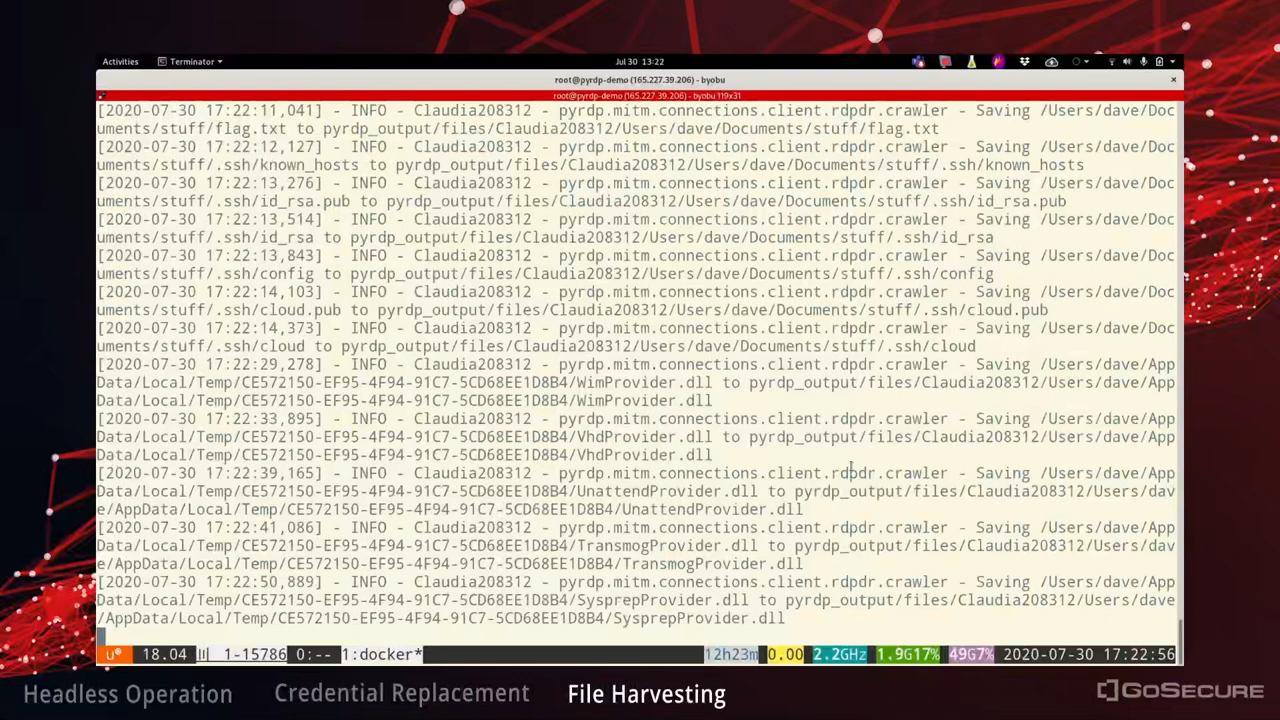 Activities Terminator Jul 30 13:22
root@pyrdp-demo (165.227.39.206) - byobu
root@pyrdp-demo (165.227.39.206) - byobu 119x31
[2020-07-30 17:22:11,041] - INFO - Claudia208312 - pyrdp.mitm.connections.client.rdpdr.crawler - Saving /Users/dave/Doc
uments/stuff/flag.txt to pyrdp_output/files/Claudia208312/Users/dave/Documents/stuff/flag.txt
[2020-07-30 17:22:12,127] - INFO - Claudia208312 - pyrdp.mitm.connections.client.rdpdr.crawler - Saving /Users/dave/Doc
uments/stuff/.ssh/known_hosts to pyrdp_output/files/Claudia208312/Users/dave/Documents/stuff/.ssh/known_hosts
[2020-07-30 17:22:13,276] - INFO - Claudia208312 - pyrdp.mitm.connections.client.rdpdr.crawler - Saving /Users/dave/Doc
uments/stuff/.ssh/id_rsa.pub to pyrdp_output/files/Claudia208312/Users/dave/Documents/stuff/.ssh/id_rsa.pub
[2020-07-30 17:22:13,514] - INFO - Claudia208312 - pyrdp.mitm.connections.client.rdpdr.crawler - Saving /Users/dave/Doc
uments/stuff/.ssh/id_rsa to pyrdp_output/files/Claudia208312/Users/dave/Documents/stuff/.ssh/id_rsa
[2020-07-30 17:22:13,843] - INFO - Claudia208312 - pyrdp.mitm.connections.client.rdpdr.crawler - Saving /Users/dave/Doc
uments/stuff/.ssh/config to pyrdp_output/files/Claudia208312/Users/dave/Documents/stuff/.ssh/config
[2020-07-30 17:22:14,103] - INFO - Claudia208312 - pyrdp.mitm.connections.client.rdpdr.crawler - Saving /Users/dave/Doc
uments/stuff/.ssh/cloud.pub to pyrdp_output/files/Claudia208312/Users/dave/Documents/stuff/.ssh/cloud.pub
[2020-07-30 17:22:14,373] - INFO - Claudia208312 - pyrdp.mitm.connections.client.rdpdr.crawler - Saving /Users/dave/Doc
uments/stuff/.ssh/cloud to pyrdp_output/files/Claudia208312/Users/dave/Documents/stuff/.ssh/cloud
[2020-07-30 17:22:29,278] - INFO - Claudia208312 - pyrdp.mitm.connections.client.rdpdr.crawler - Saving /Users/dave/App
Data/Local/Temp/CE572150-EF95-4F94-91C7-5CD68EE1D8B4/WimProvider.dll to pyrdp_output/files/Claudia208312/Users/dave/App
Data/Local/Temp/CE572150-EF95-4F94-91C7-5CD68EE1D8B4/WimProvider.dll
[2020-07-30 17:22:33,895] - INFO - Claudia208312 - pyrdp.mitm.connections.client.rdpdr.crawler - Saving /Users/dave/App
Data/Local/Temp/CE572150-EF95-4F94-91C7-5CD68EE1D8B4/VhdProvider.dll to pyrdp_output/files/Claudia208312/Users/dave/App
Data/Local/Temp/CE572150-EF95-4F94-91C7-5CD68EE1D8B4/VhdProvider.dll
[2020-07-30 17:22:39,165] - INFO - Claudia208312 - pyrdp.mitm.connections.client.rdpdr.crawler - Saving /Users/dave/App
Data/Local/Temp/CE572150-EF95-4F94-91C7-5CD68EE1D8B4/UnattendProvider.dll to pyrdp_output/files/Claudia208312/Users/dav
e/AppData/Local/Temp/CE572150-EF95-4F94-91C7-5CD68EE1D8B4/UnattendProvider.dll
[2020-07-30 17:22:41,086] - INFO - Claudia208312 - pyrdp.mitm.connections.client.rdpdr.crawler - Saving /Users/dave/App
Data/Local/Temp/CE572150-EF95-4F94-91C7-5CD68EE1D8B4/TransmogProvider.dll to pyrdp_output/files/Claudia208312/Users/dav
e/AppData/Local/Temp/CE572150-EF95-4F94-91C7-5CD68EE1D8B4/TransmogProvider.dll
[2020-07-30 17:22:50,889] - INFO - Claudia208312 - pyrdp.mitm.connections.client.rdpdr.crawler - Saving /Users/dave/App
Data/Local/Temp/CE572150-EF95-4F94-91C7-5CD68EE1D8B4/SysprepProvider.dll to pyrdp_output/files/Claudia208312/Users/dave
/AppData/Local/Temp/CE572150-EF95-4F94-91C7-5CD68EE1D8B4/SysprepProvider.dll
u® 18.04 1-15786 0:-- 1:docker* 12h23m 0.00 2.2GHz 1.9G17% 49G7% 2020-07-30 17:22:56
Headless Operation Credential Replacement File Harvesting GOSECURE